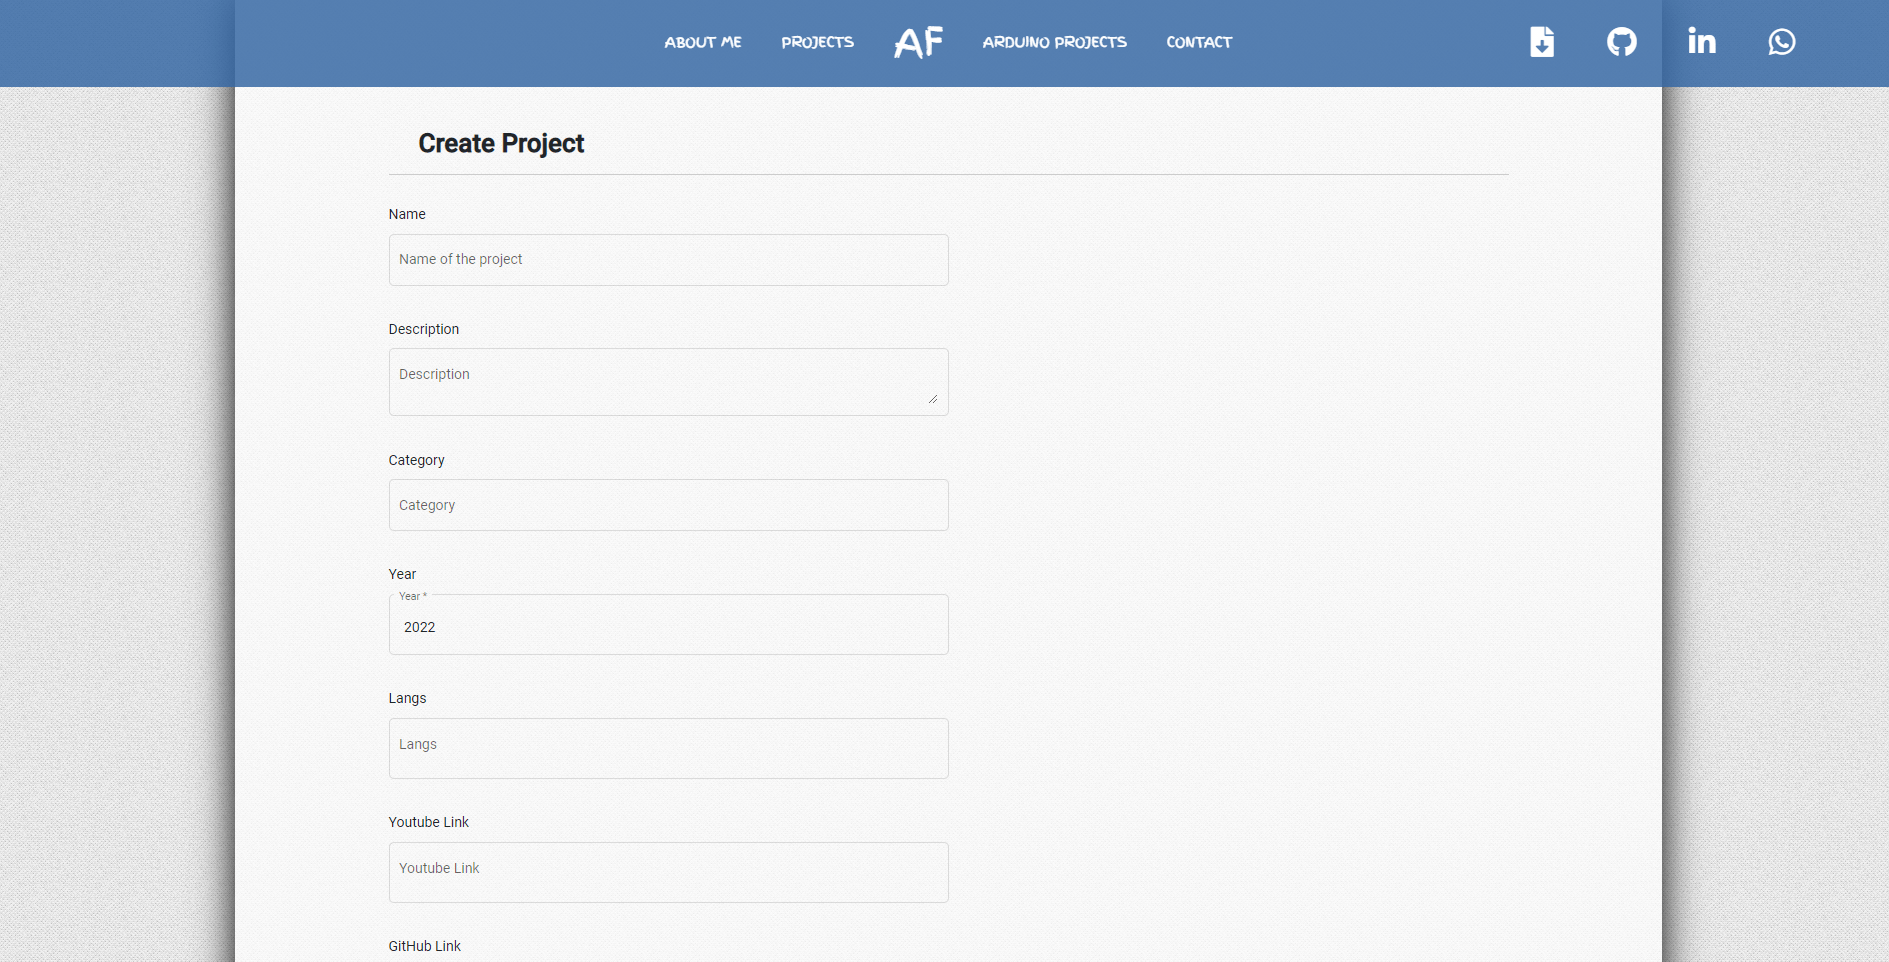 ABOUT ME PROJECTS AF ARDUINO PROJECTS CONTACT
Create Project
Name
Name of the project
Description
Description
Category
Category
Year
Year *
2022
Langs
Langs
Youtube Link
Youtube Link
GitHub Link